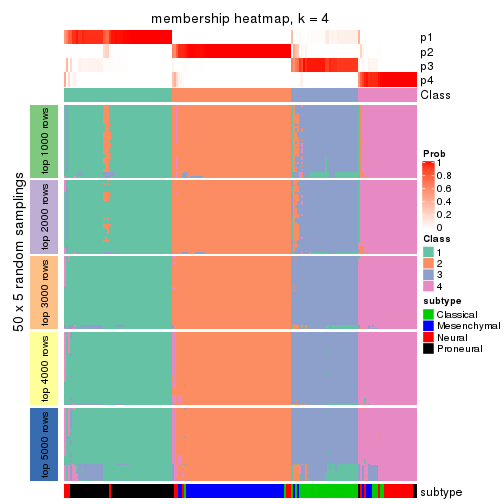 membership heatmap, k = 4
p1
p2
p3
p4
Class
50 x 5 random samplings
top 1000 rows
top 2000 rows
top 3000 rows
top 4000 rows
top 5000 rows
subtype
Prob
1
0.8
0.6
0.4
0.2
0
Class
1
2
3
4
subtype
Classical
Mesenchymal
Neural
Proneural